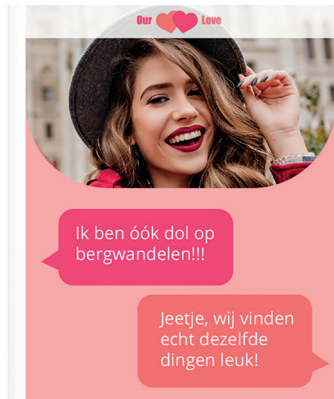 Our Love
Ik ben óók dol op
bergwandelen!!!
Jeetje, wij vinden
echt dezelfde
dingen leuk!